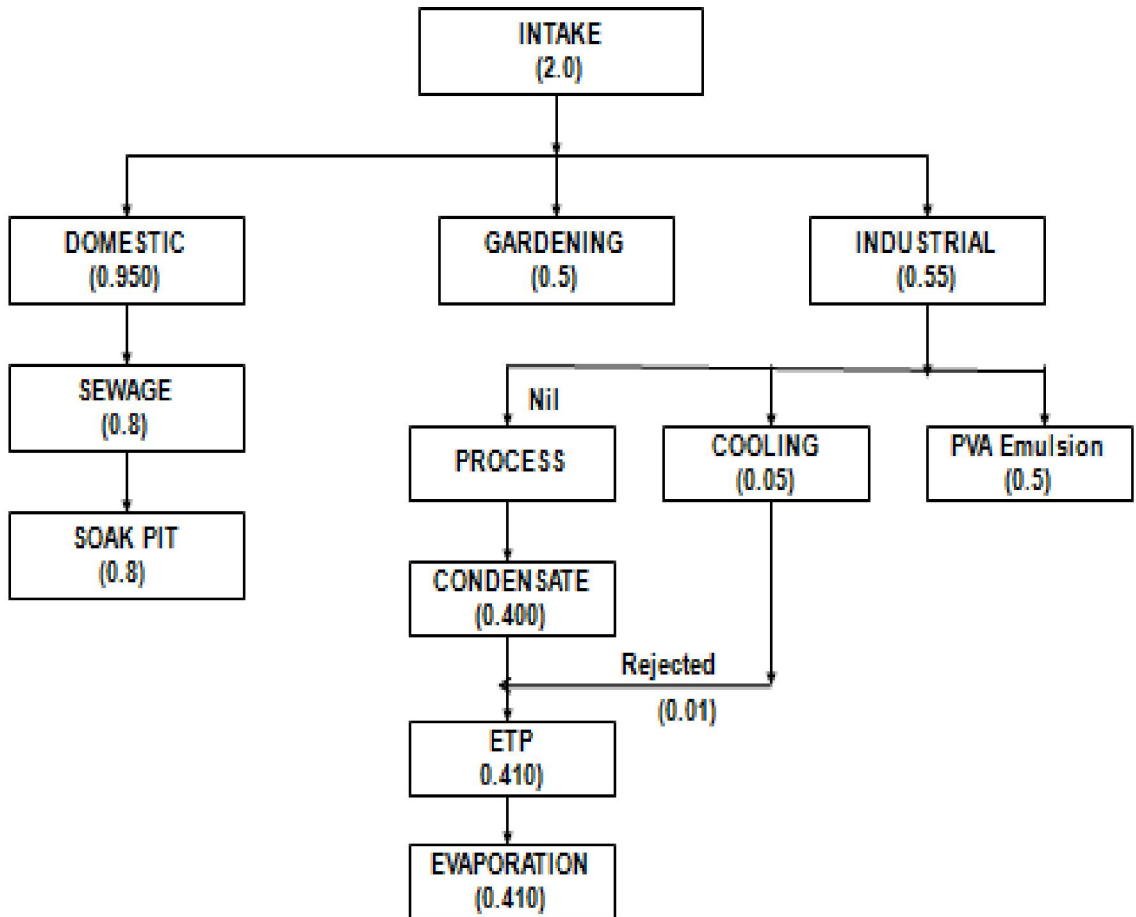 INTAKE
(2.0)
DOMESTIC
(0.950)
GARDENING
(0.5)
INDUSTRIAL
(0.55)
SEWAGE
(0.8)
Nil
PROCESS
COOLING
(0.05)
PVA Emulsion
(0.5)
SOAK PIT
(0.8)
CONDENSATE
(0.400)
Rejected
(0.01)
ETP
0.410)
EVAPORATION
(0.410)